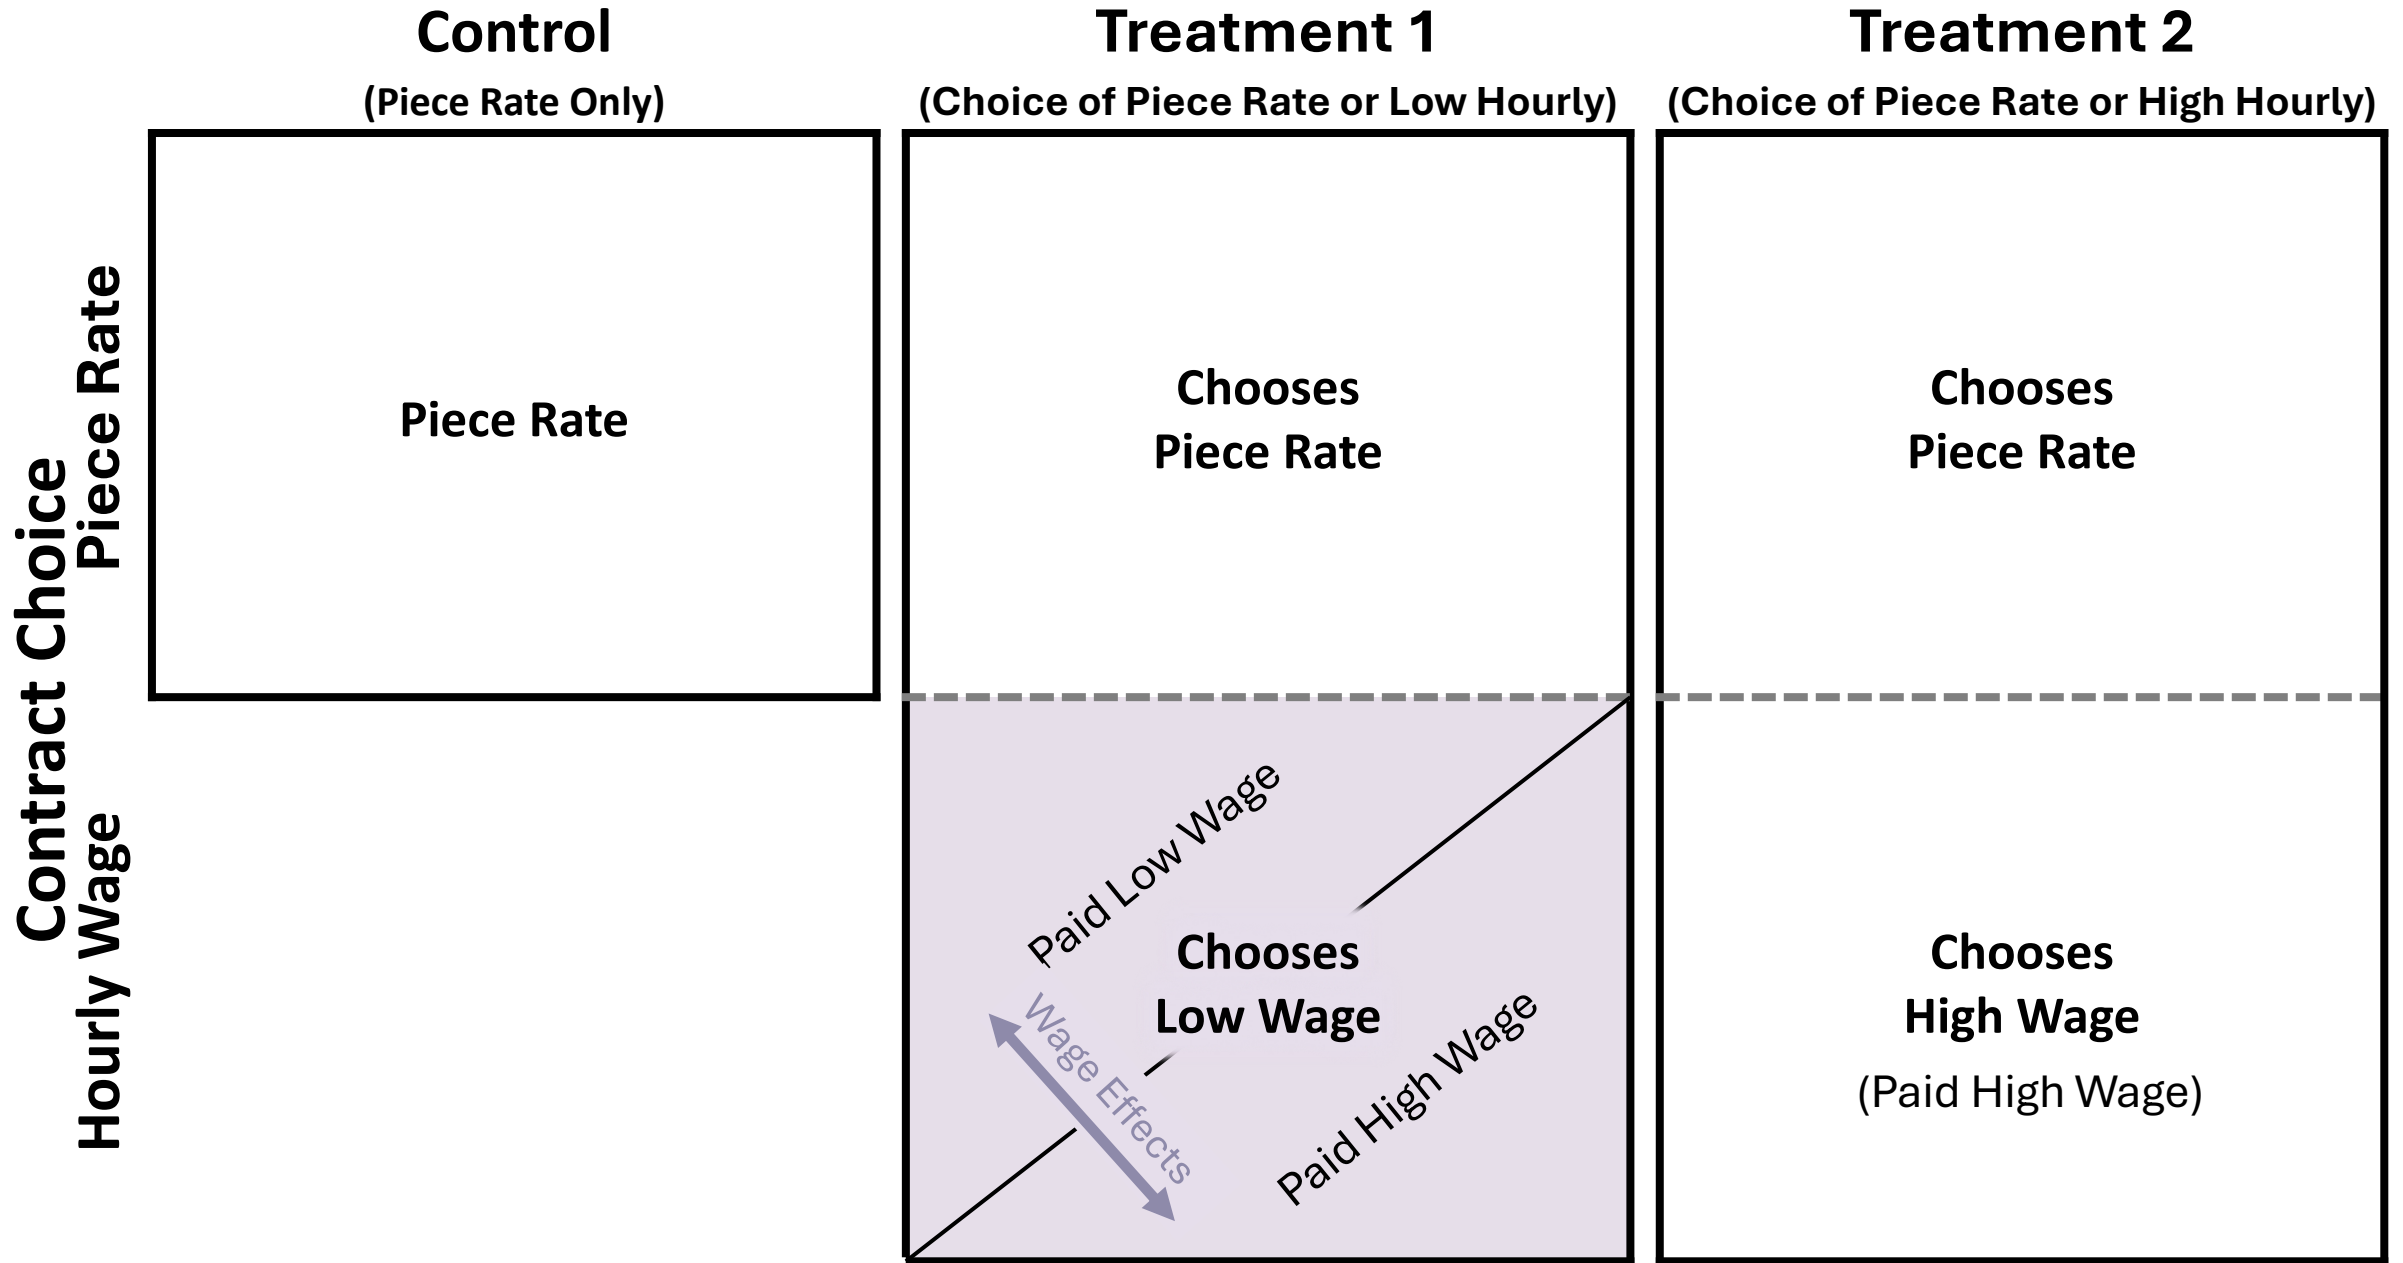 Control
(Piece Rate Only)
Treatment 1
(Choice of Piece Rate or Low Hourly)
Treatment 2
(Choice of Piece Rate or High Hourly)
Contract Choice
Piece Rate
Hourly Wage
Piece Rate
Chooses
Piece Rate
Chooses
Piece Rate
Paid Low Wage
Chooses
Low Wage
Wage Effects
Paid High Wage
Chooses
High Wage
(Paid High Wage)